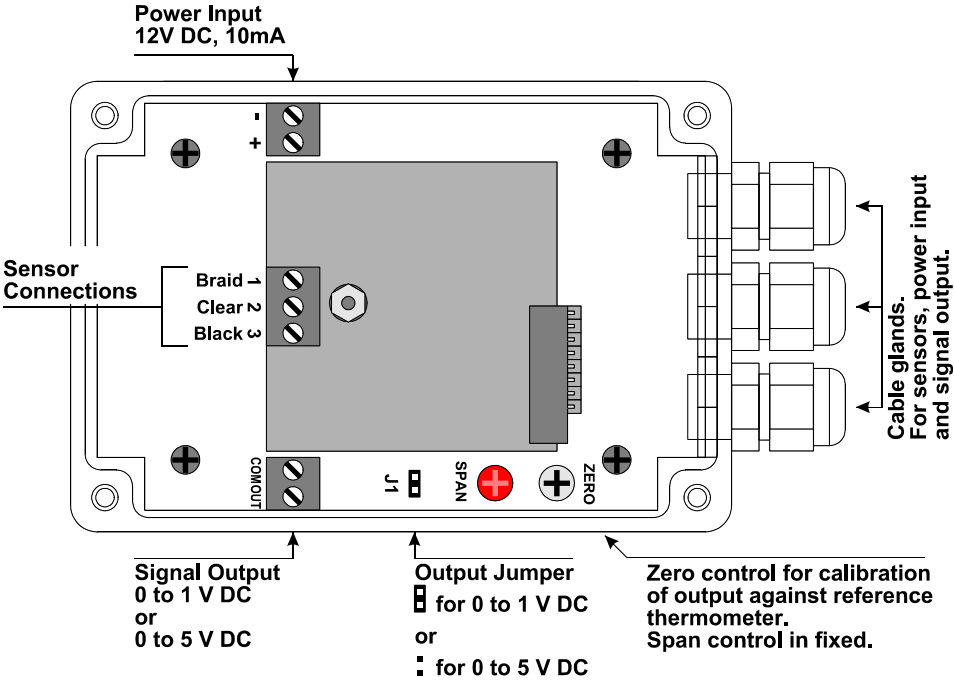 Power Input
12V DC, 10mA
-
+
Sensor
Connections
Braid 1
Clear 2
Black 3
COM OUT
J1
SPAN
ZERO
Cable glands.
For sensors, power input
and signal output.
Signal Output
0 to 1 V DC
or
0 to 5 V DC
Output Jumper
for 0 to 1 V DC
or
for 0 to 5 V DC
Zero control for calibration
of output against reference
thermometer.
Span control in fixed.